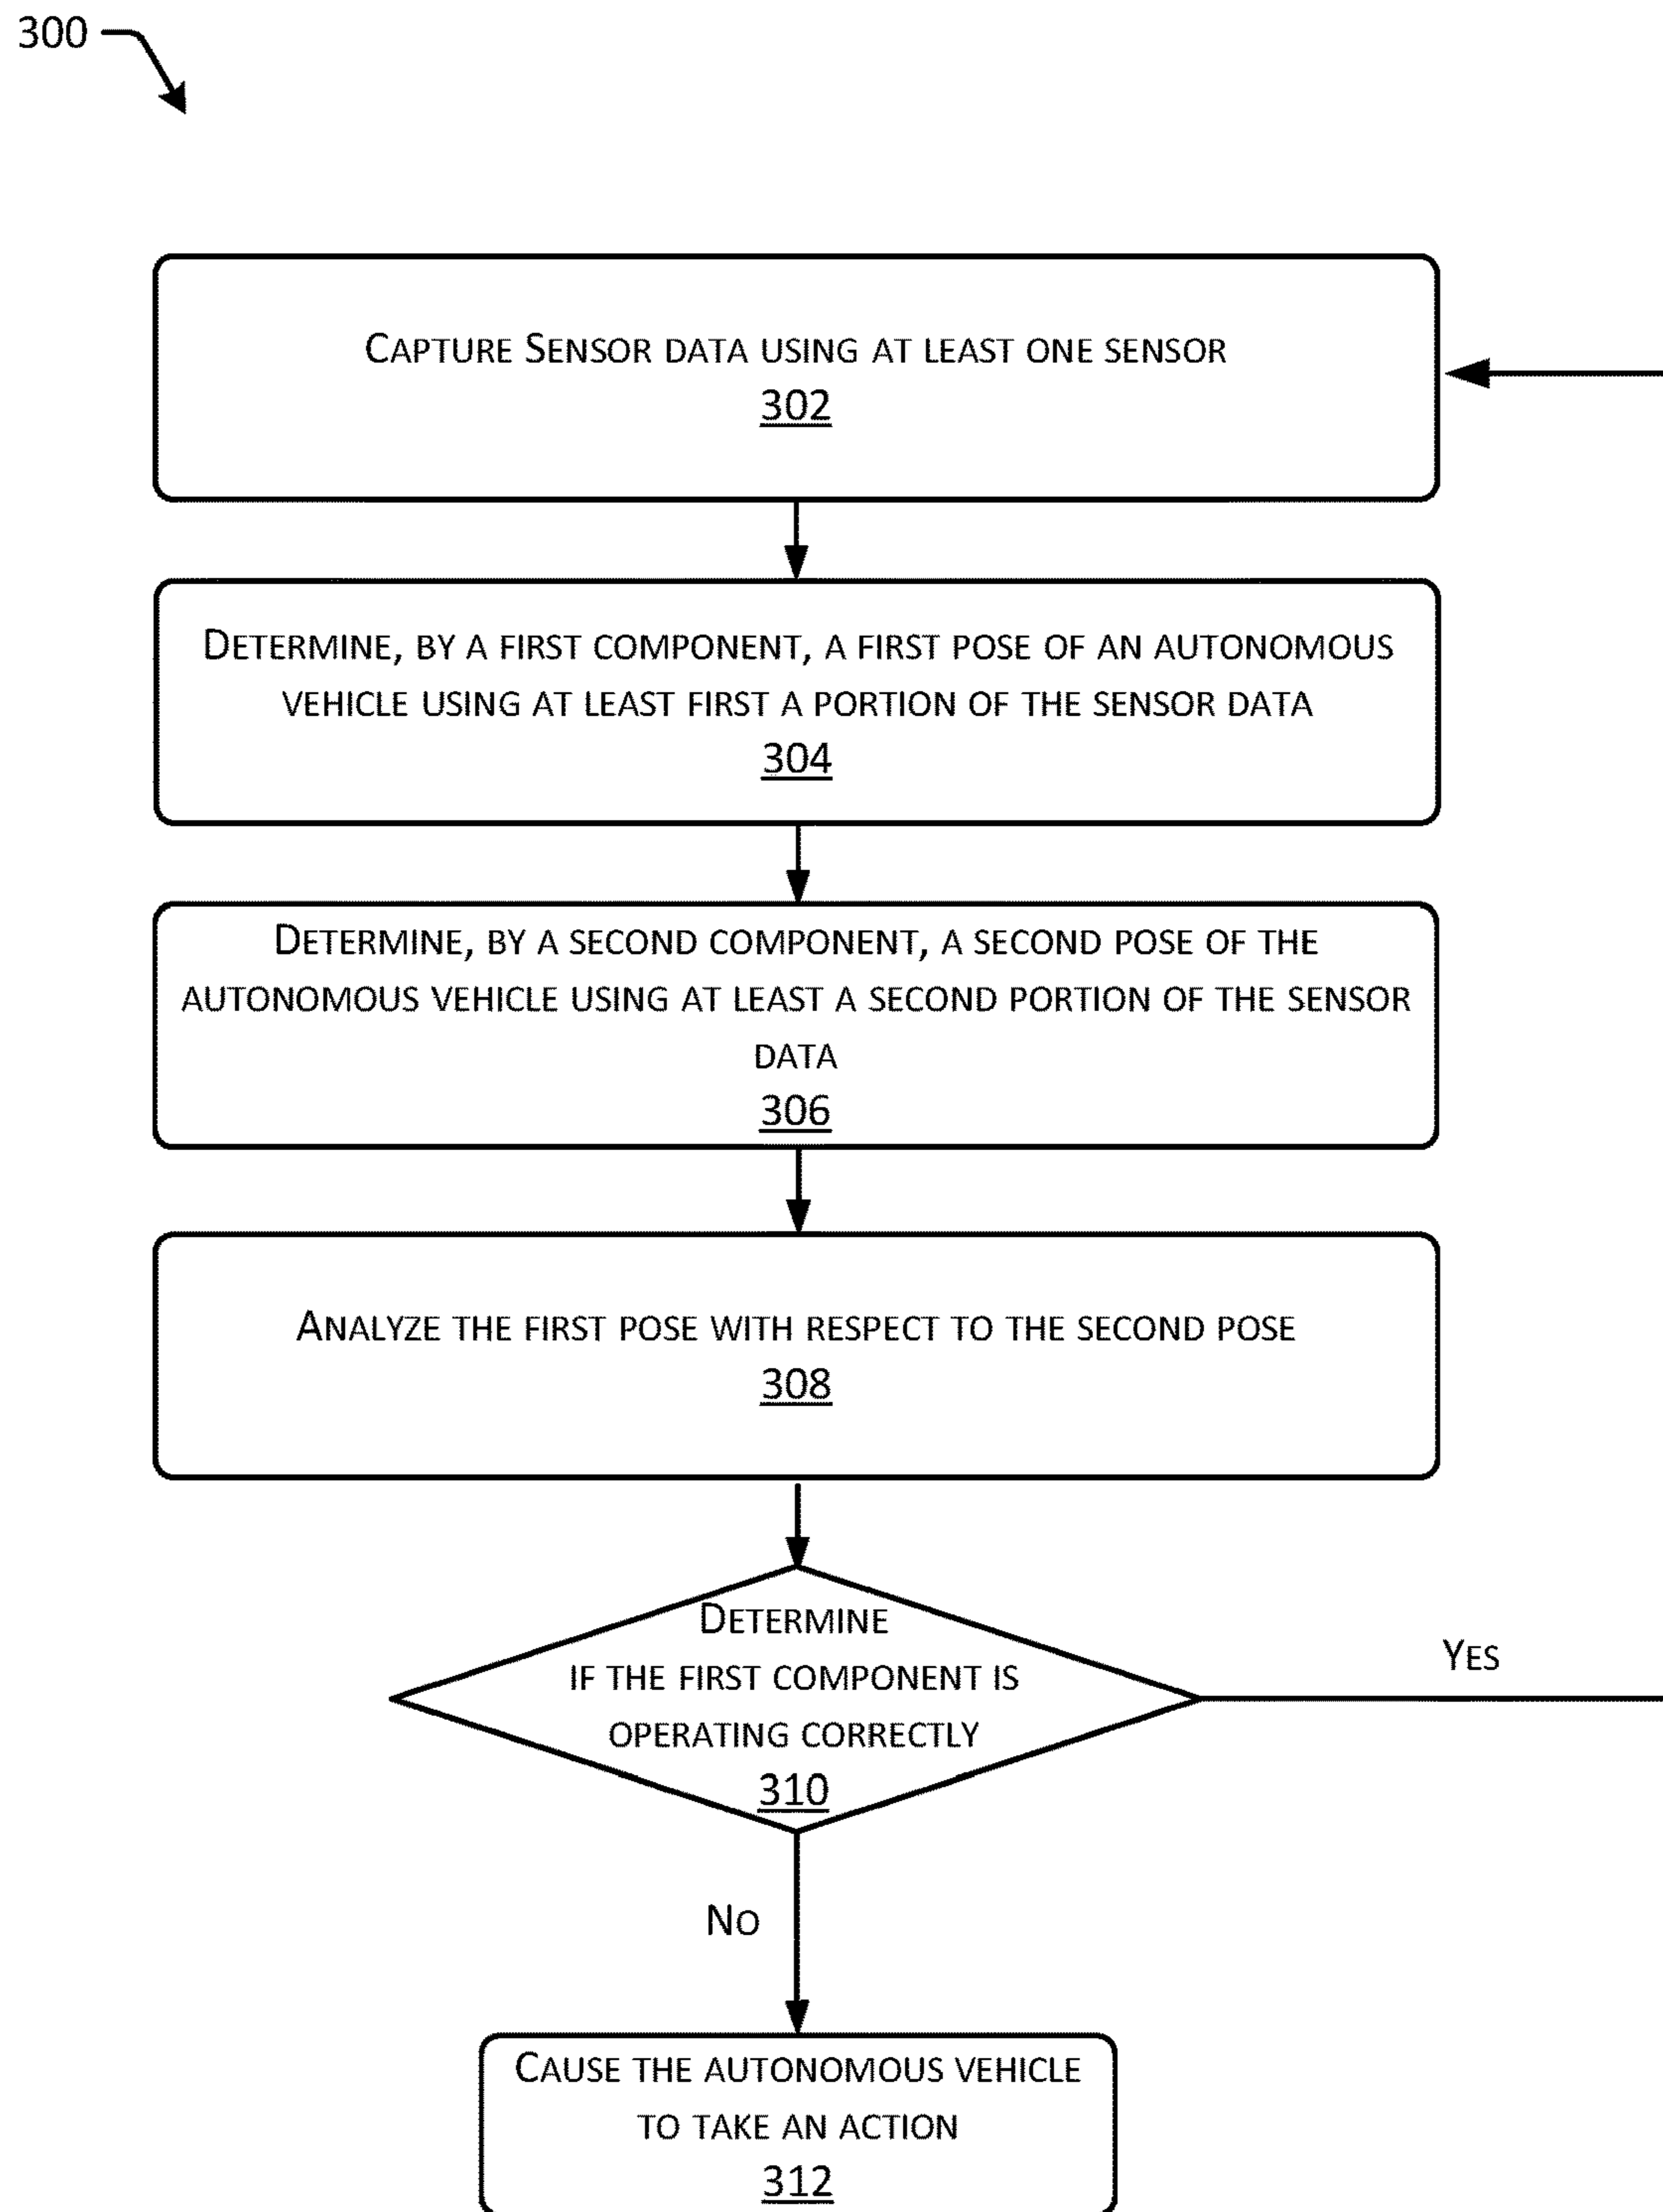 300
Capture Sensor data using at least one sensor
302
Determine, by a first component, a first pose of an autonomous
vehicle using at least first a portion of the sensor data
304
Determine, by a second component, a second pose of the
autonomous vehicle using at least a second portion of the sensor
data
306
Analyze the first pose with respect to the second pose
308
Determine
if the first component is
operating correctly
310
Yes
No
Cause the autonomous vehicle
to take an action
312